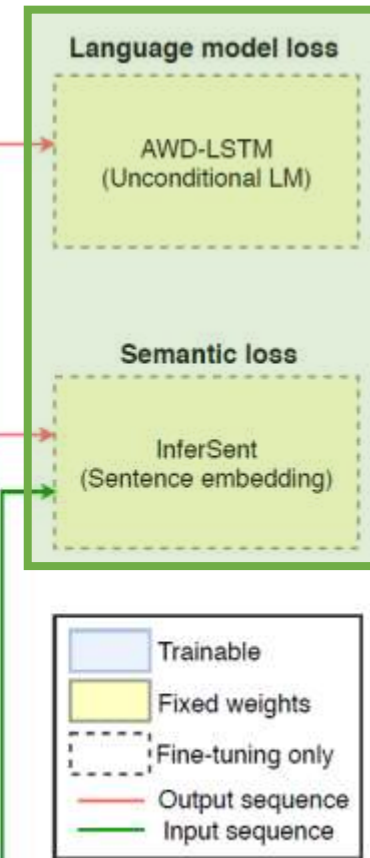 Language model loss
AWD-LSTM
(Unconditional LM)
Semantic loss
InferSent
(Sentence embedding)
Trainable
Fixed weights
Fine-tuning only
Output sequence
Input sequence